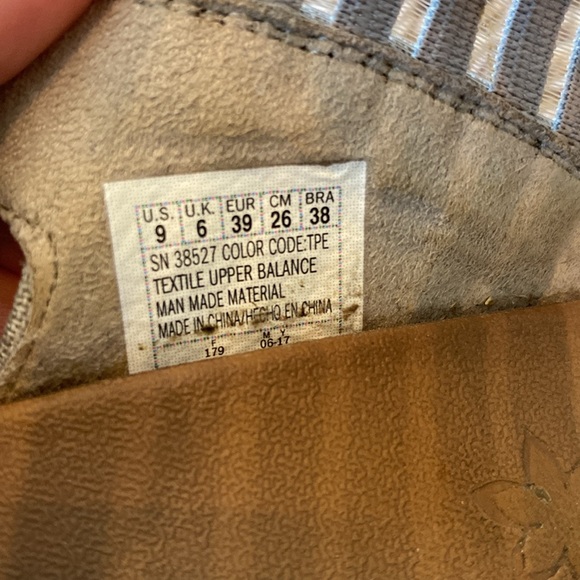 U.S. U.K. EUR CM BRA
9 6 39 26 38
SN 38527 COLOR CODE:TPE
TEXTILE UPPER BALANCE
MAN MADE MATERIAL
MADE IN CHINA/HECHO EN CHINA
F M Y
179 06-17